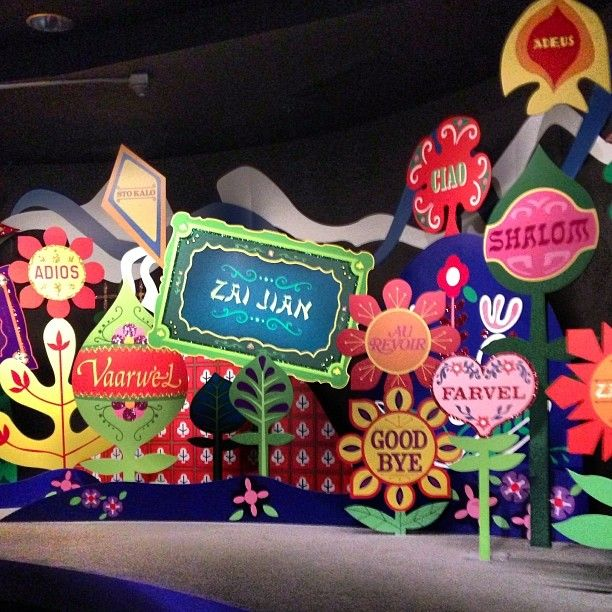 ADEUS
STO KALO
CIAO
SHALOM
ADIOS
ZAI JIAN
AU
REVOIR
Vaarwel
FARVEL
GOOD
BYE